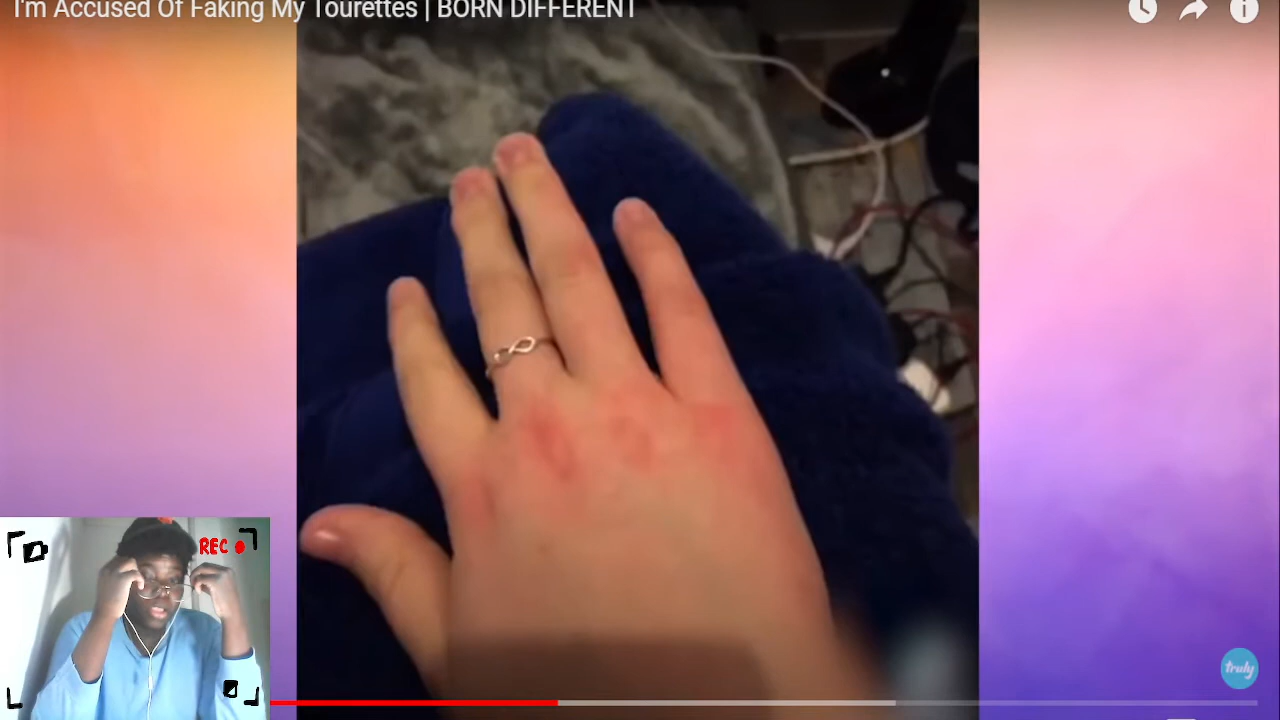 I'm Accused Of Faking My Tourettes | BORN DIFFERENT
REC
truly